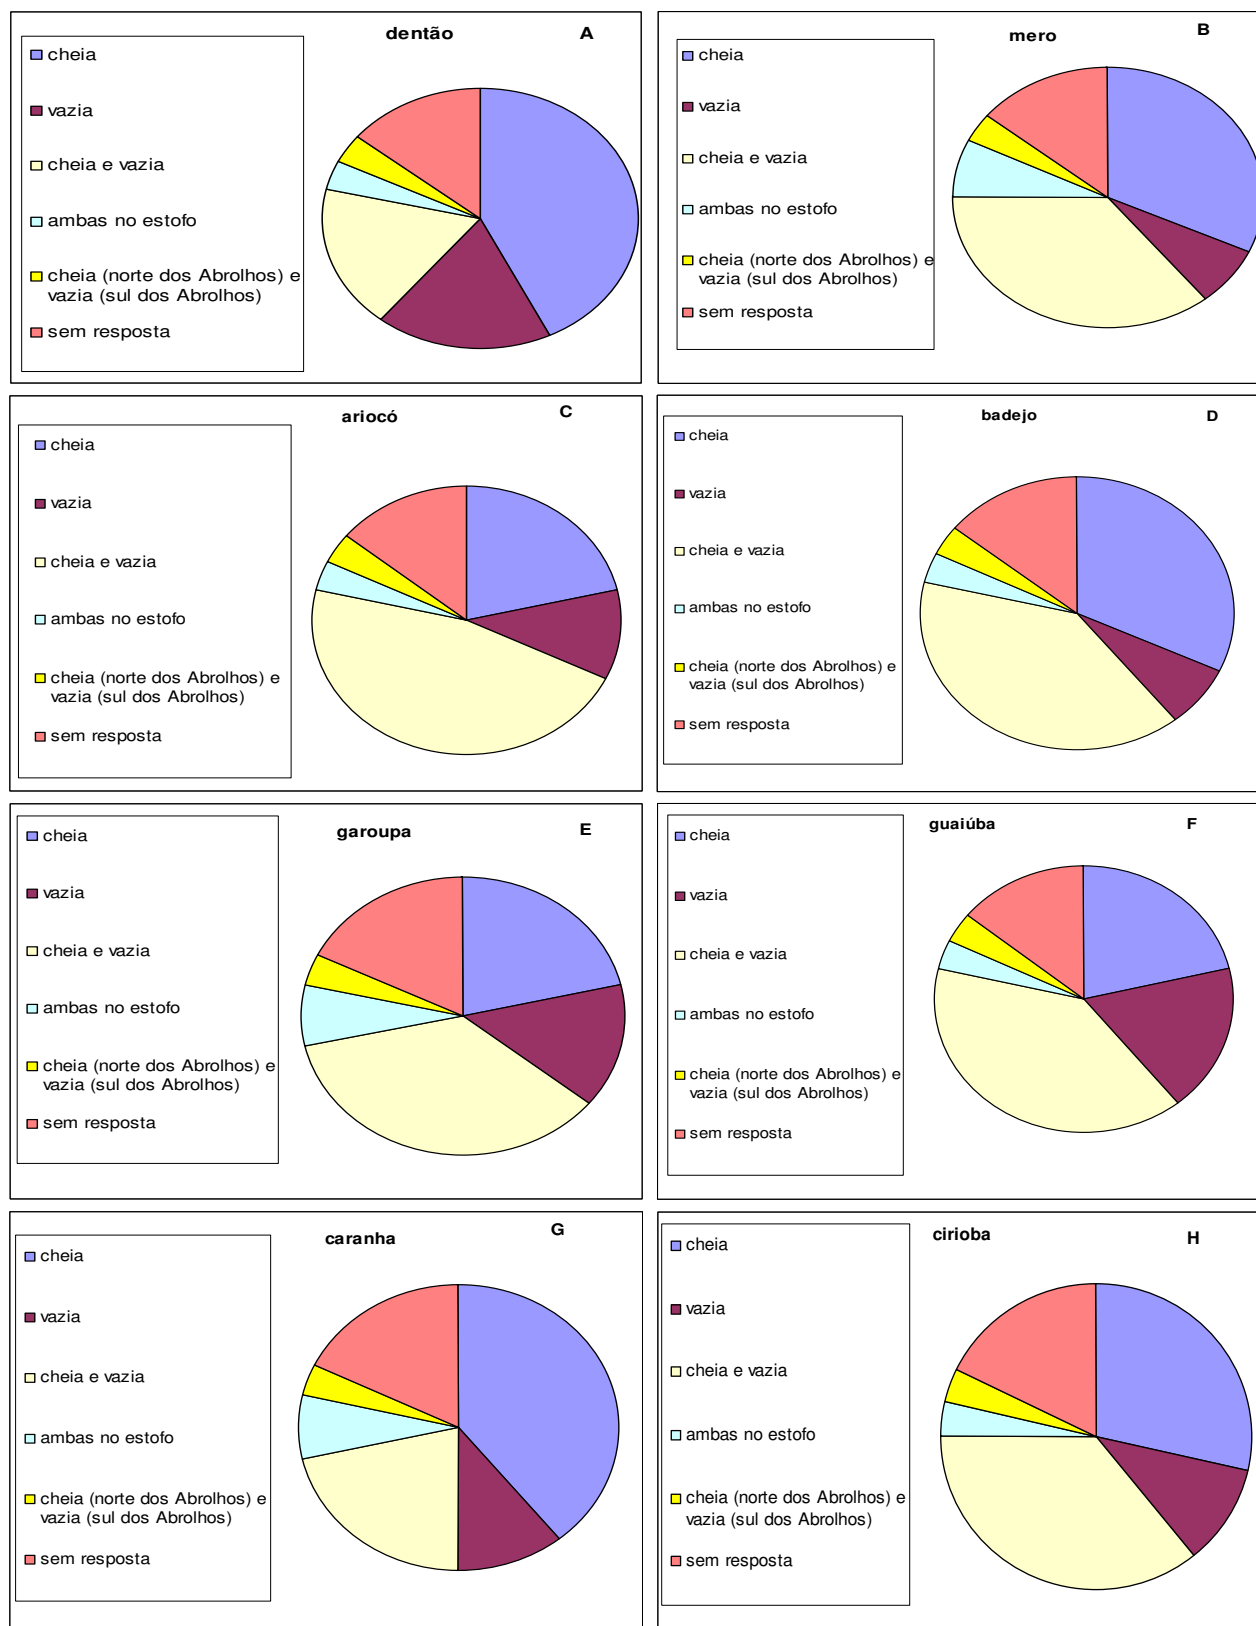 dentão
A
cheia
vazia
cheia e vazia
ambas no estofo
cheia (norte dos Abrolhos) e
vazia (sul dos Abrolhos)
sem resposta
mero
B
cheia
vazia
cheia e vazia
ambas no estofo
cheia (norte dos Abrolhos) e
vazia (sul dos Abrolhos)
sem resposta
ariocó
C
cheia
vazia
cheia e vazia
ambas no estofo
cheia (norte dos Abrolhos) e
vazia (sul dos Abrolhos)
sem resposta
badejo
D
cheia
vazia
cheia e vazia
ambas no estofo
cheia (norte dos Abrolhos) e
vazia (sul dos Abrolhos)
sem resposta
garoupa
E
cheia
vazia
cheia e vazia
ambas no estofo
cheia (norte dos Abrolhos) e
vazia (sul dos Abrolhos)
sem resposta
guaiúba
F
cheia
vazia
cheia e vazia
ambas no estofo
cheia (norte dos Abrolhos) e
vazia (sul dos Abrolhos)
sem resposta
caranha
G
cheia
vazia
cheia e vazia
ambas no estofo
cheia (norte dos Abrolhos) e
vazia (sul dos Abrolhos)
sem resposta
cirioba
H
cheia
vazia
cheia e vazia
ambas no estofo
cheia (norte dos Abrolhos) e
vazia (sul dos Abrolhos)
sem resposta